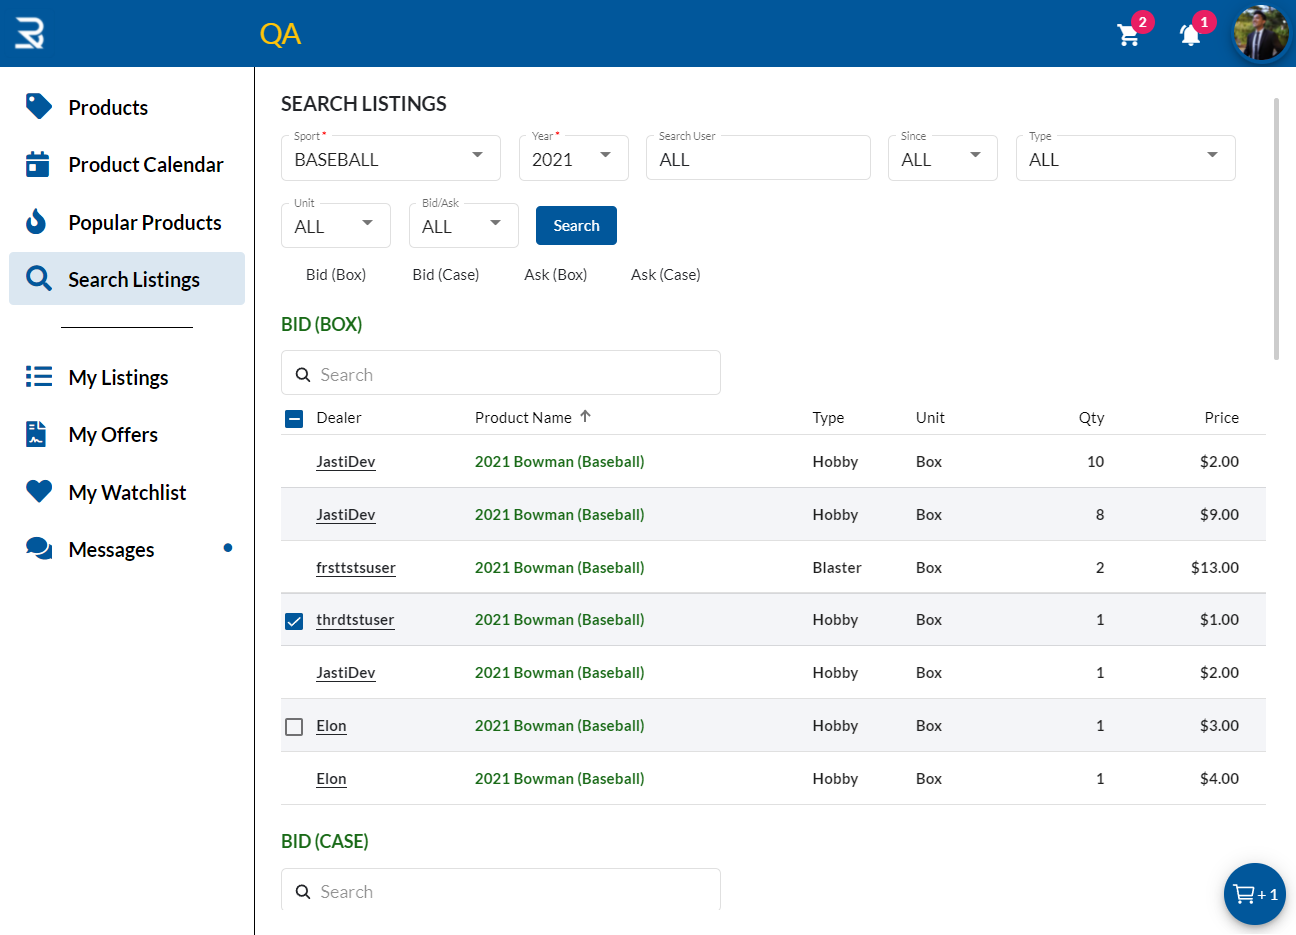 QA
2
1
Products
Product Calendar
Popular Products
Search Listings
My Listings
My Offers
My Watchlist
Messages
SEARCH LISTINGS
Sport * Year * Search User Since Type
BASEBALL 2021 ALL ALL ALL
Unit Bid/Ask
ALL ALL Search
Bid (Box) Bid (Case) Ask (Box) Ask (Case)
BID (BOX)
Search
Dealer Product Name Type Unit Qty Price
JastiDev 2021 Bowman (Baseball) Hobby Box 10 $2.00
JastiDev 2021 Bowman (Baseball) Hobby Box 8 $9.00
frsttstsuser 2021 Bowman (Baseball) Blaster Box 2 $13.00
thrdtstuser 2021 Bowman (Baseball) Hobby Box 1 $1.00
JastiDev 2021 Bowman (Baseball) Hobby Box 1 $2.00
Elon 2021 Bowman (Baseball) Hobby Box 1 $3.00
Elon 2021 Bowman (Baseball) Hobby Box 1 $4.00
BID (CASE)
Search
+ 1